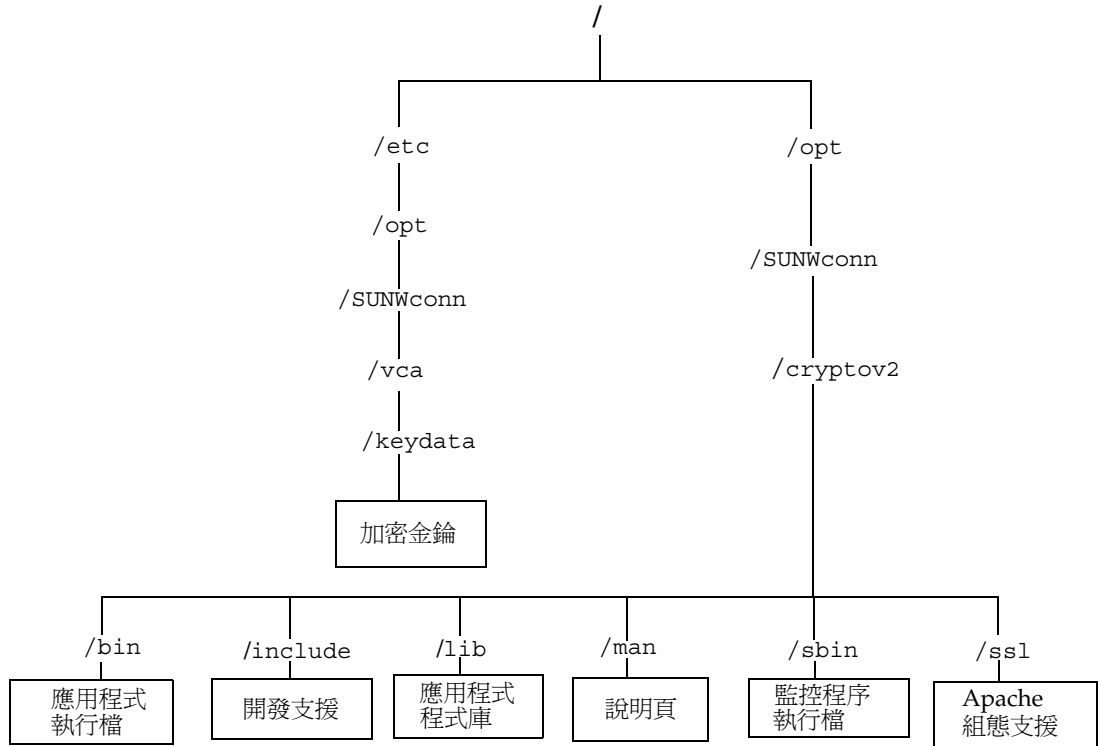 /
/etc
/opt
/opt
/SUNWconn
/SUNWconn
/vca
/cryptov2
/keydata
加密金鑰
/bin
/include
/lib
/man
/sbin
/ssl
應用程式
執行檔
開發支援
應用程式
程式庫
說明頁
監控程序
執行檔
Apache
組態支援